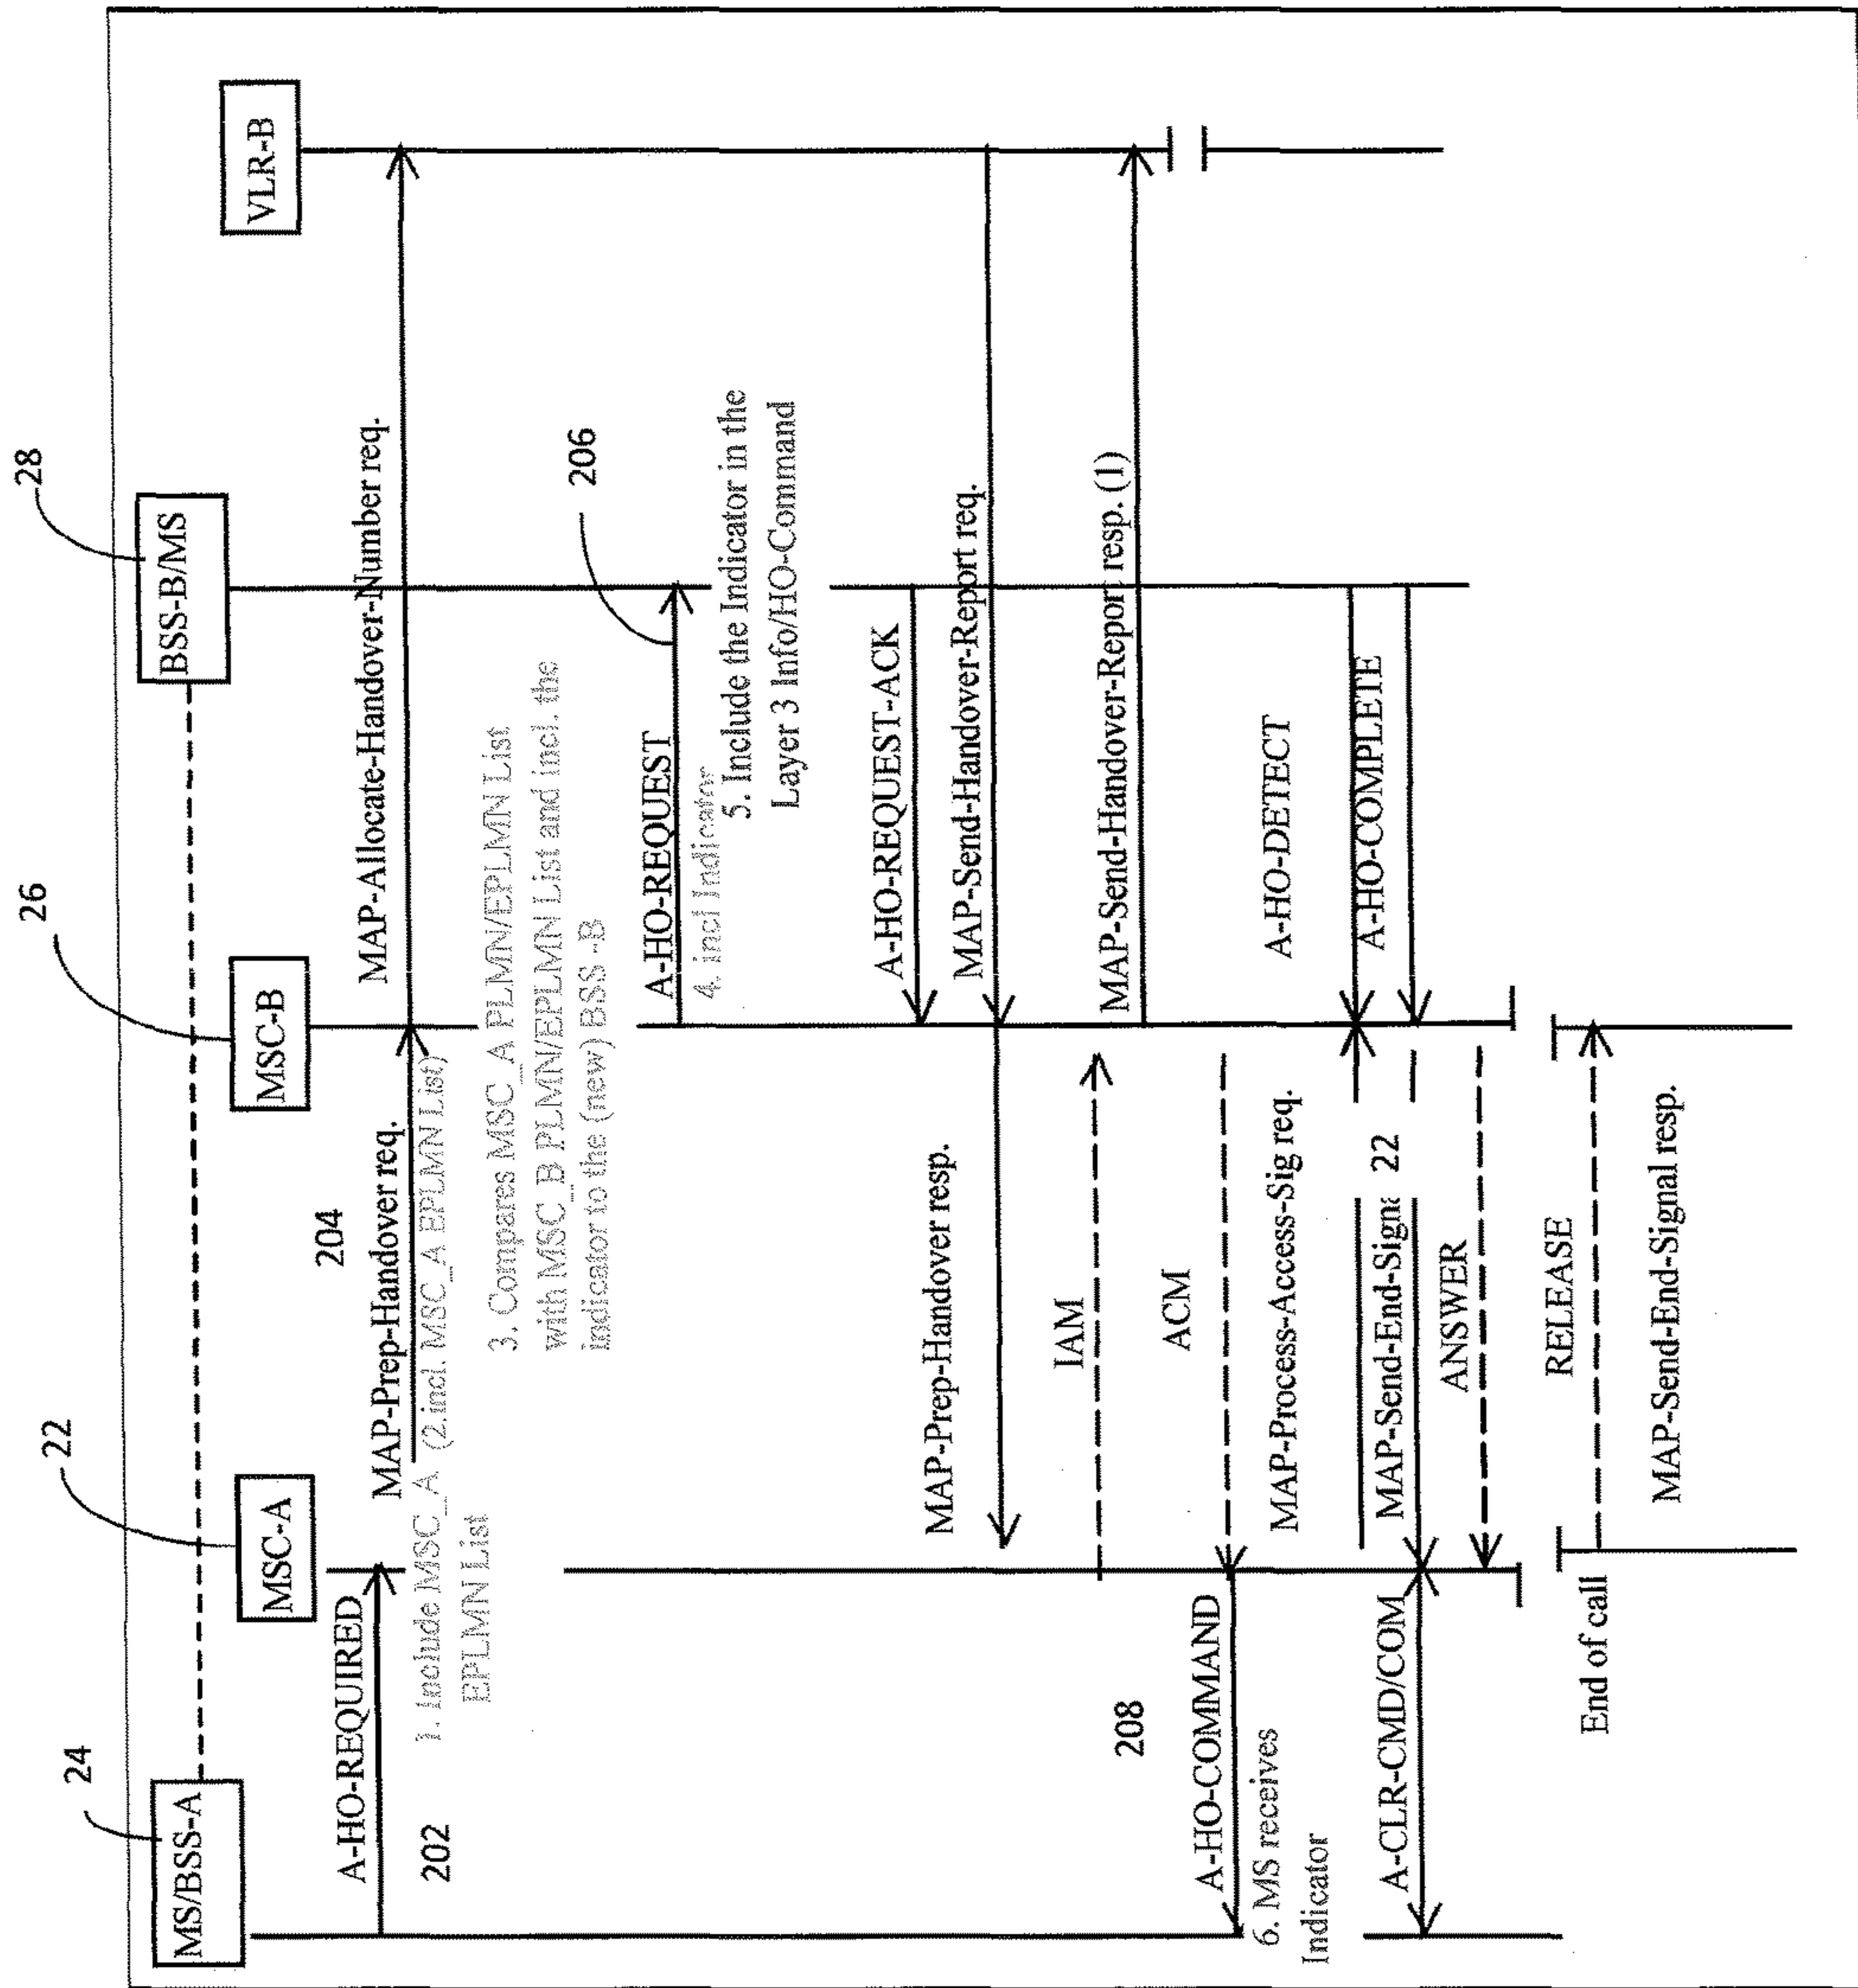 24
22
26
28
MS/BSS-A
MSC-A
MSC-B
BSS-B/MS
VLR-B
A-HO-REQUIRED
202
204
MAP-Prep-Handover req.
MAP-Allocate-Handover-Number req.
1. Include MSC_A
EPLMN List
(2.incl. MSC_A EPLMN List)
3. Compares MSC_A PLMN/EPLMN List
with MSC_B PLMN/EPLMN List and incl. the
indicator to the (new) BSS -B
A-HO-REQUEST
206
4. incl Indicator
5. Include the Indicator in the
Layer 3 Info/HO-Command
A-HO-REQUEST-ACK
MAP-Send-Handover-Report req.
MAP-Prep-Handover resp.
MAP-Send-Handover-Report resp. (1)
IAM
ACM
208
A-HO-COMMAND
6. MS receives
Indicator
MAP-Process-Access-Sig req.
A-HO-DETECT
A-HO-COMPLETE
MAP-Send-End-Signa 22
A-CLR-CMD/COM
ANSWER
RELEASE
End of call
MAP-Send-End-Signal resp.